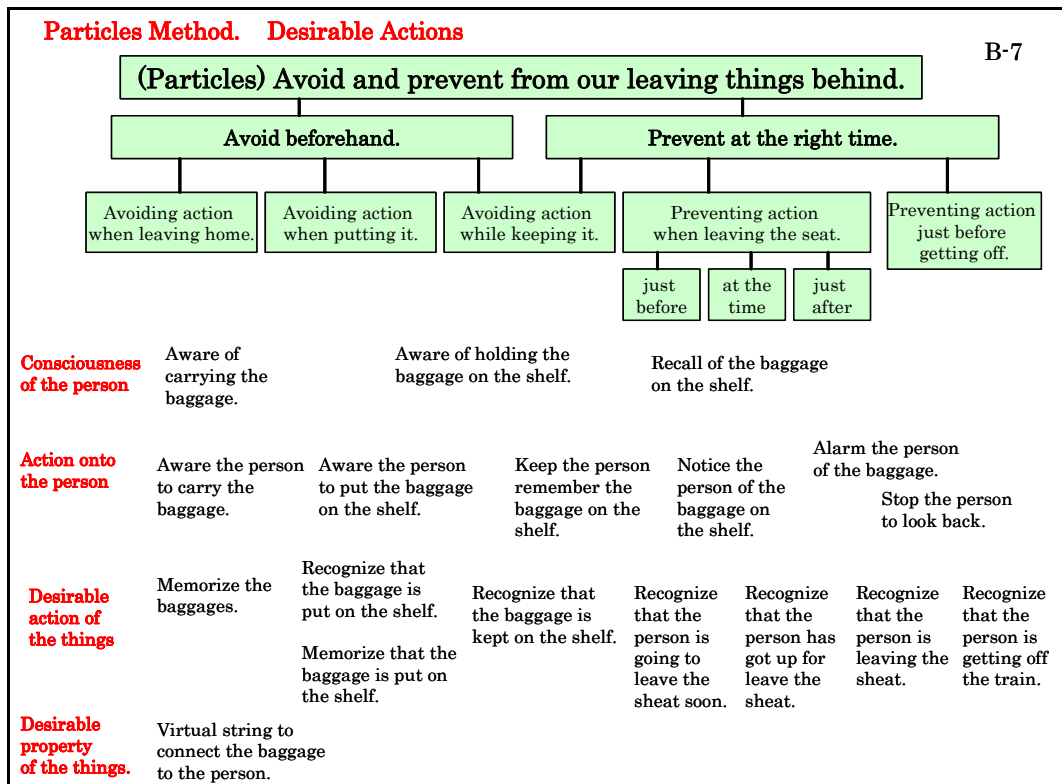 Particles Method. Desirable Actions
B-7
(Particles) Avoid and prevent from our leaving things behind.
Avoid beforehand.
Prevent at the right time.
Avoiding action
when leaving home.
Avoiding action
when putting it.
Avoiding action
while keeping it.
Preventing action
when leaving the seat.
Preventing action
just before
getting off.
just
before
at the
time
just
after
Consciousness
of the person
Aware of
carrying the
baggage.
Aware of holding the
baggage on the shelf.
Recall of the baggage
on the shelf.
Action onto
the person
Aware the person
to carry the
baggage.
Aware the person
to put the baggage
on the shelf.
Keep the person
remember the
baggage on the
shelf.
Notice the
person of the
baggage on
the shelf.
Alarm the person
of the baggage.
Stop the person
to look back.
Desirable
action of
the things
Memorize the
baggages.
Recognize that
the baggage is
put on the shelf.
Memorize that the
baggage is put on
the shelf.
Recognize that
the baggage is
kept on the shelf.
Recognize
that the
person is
going to
leave the
sheat soon.
Recognize
that the
person has
got up for
leave the
sheat.
Recognize
that the
person is
leaving the
sheat.
Recognize
that the
person is
getting off
the train.
Desirable
property
of the things.
Virtual string to
connect the baggage
to the person.